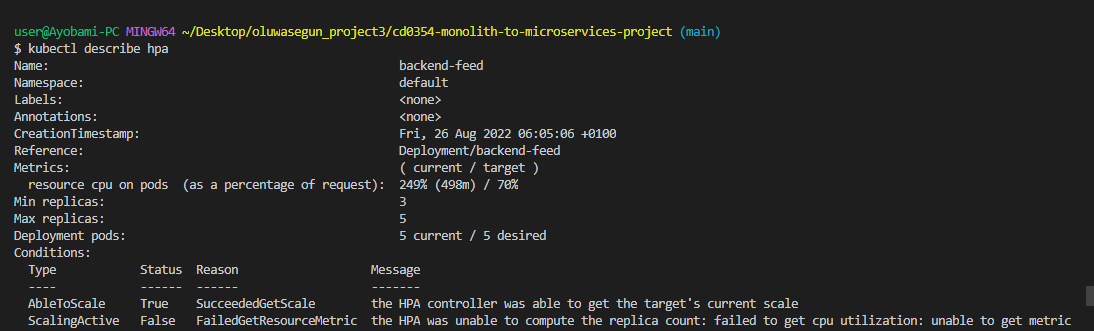 user@Ayobami-PC MINGW64 ~/Desktop/oluwasegun_project3/cd0354-monolith-to-microservices-project (main)
$ kubectl describe hpa
Name: backend-feed
Namespace: default
Labels: <none>
Annotations: <none>
CreationTimestamp: Fri, 26 Aug 2022 06:05:06 +0100
Reference: Deployment/backend-feed
Metrics: ( current / target )
resource cpu on pods (as a percentage of request): 249% (498m) / 70%
Min replicas: 3
Max replicas: 5
Deployment pods: 5 current / 5 desired
Conditions:
Type Status Reason Message
---- ------ ------ -------
AbleToScale True SucceededGetScale the HPA controller was able to get the target's current scale
ScalingActive False FailedGetResourceMetric the HPA was unable to compute the replica count: failed to get cpu utilization: unable to get metric